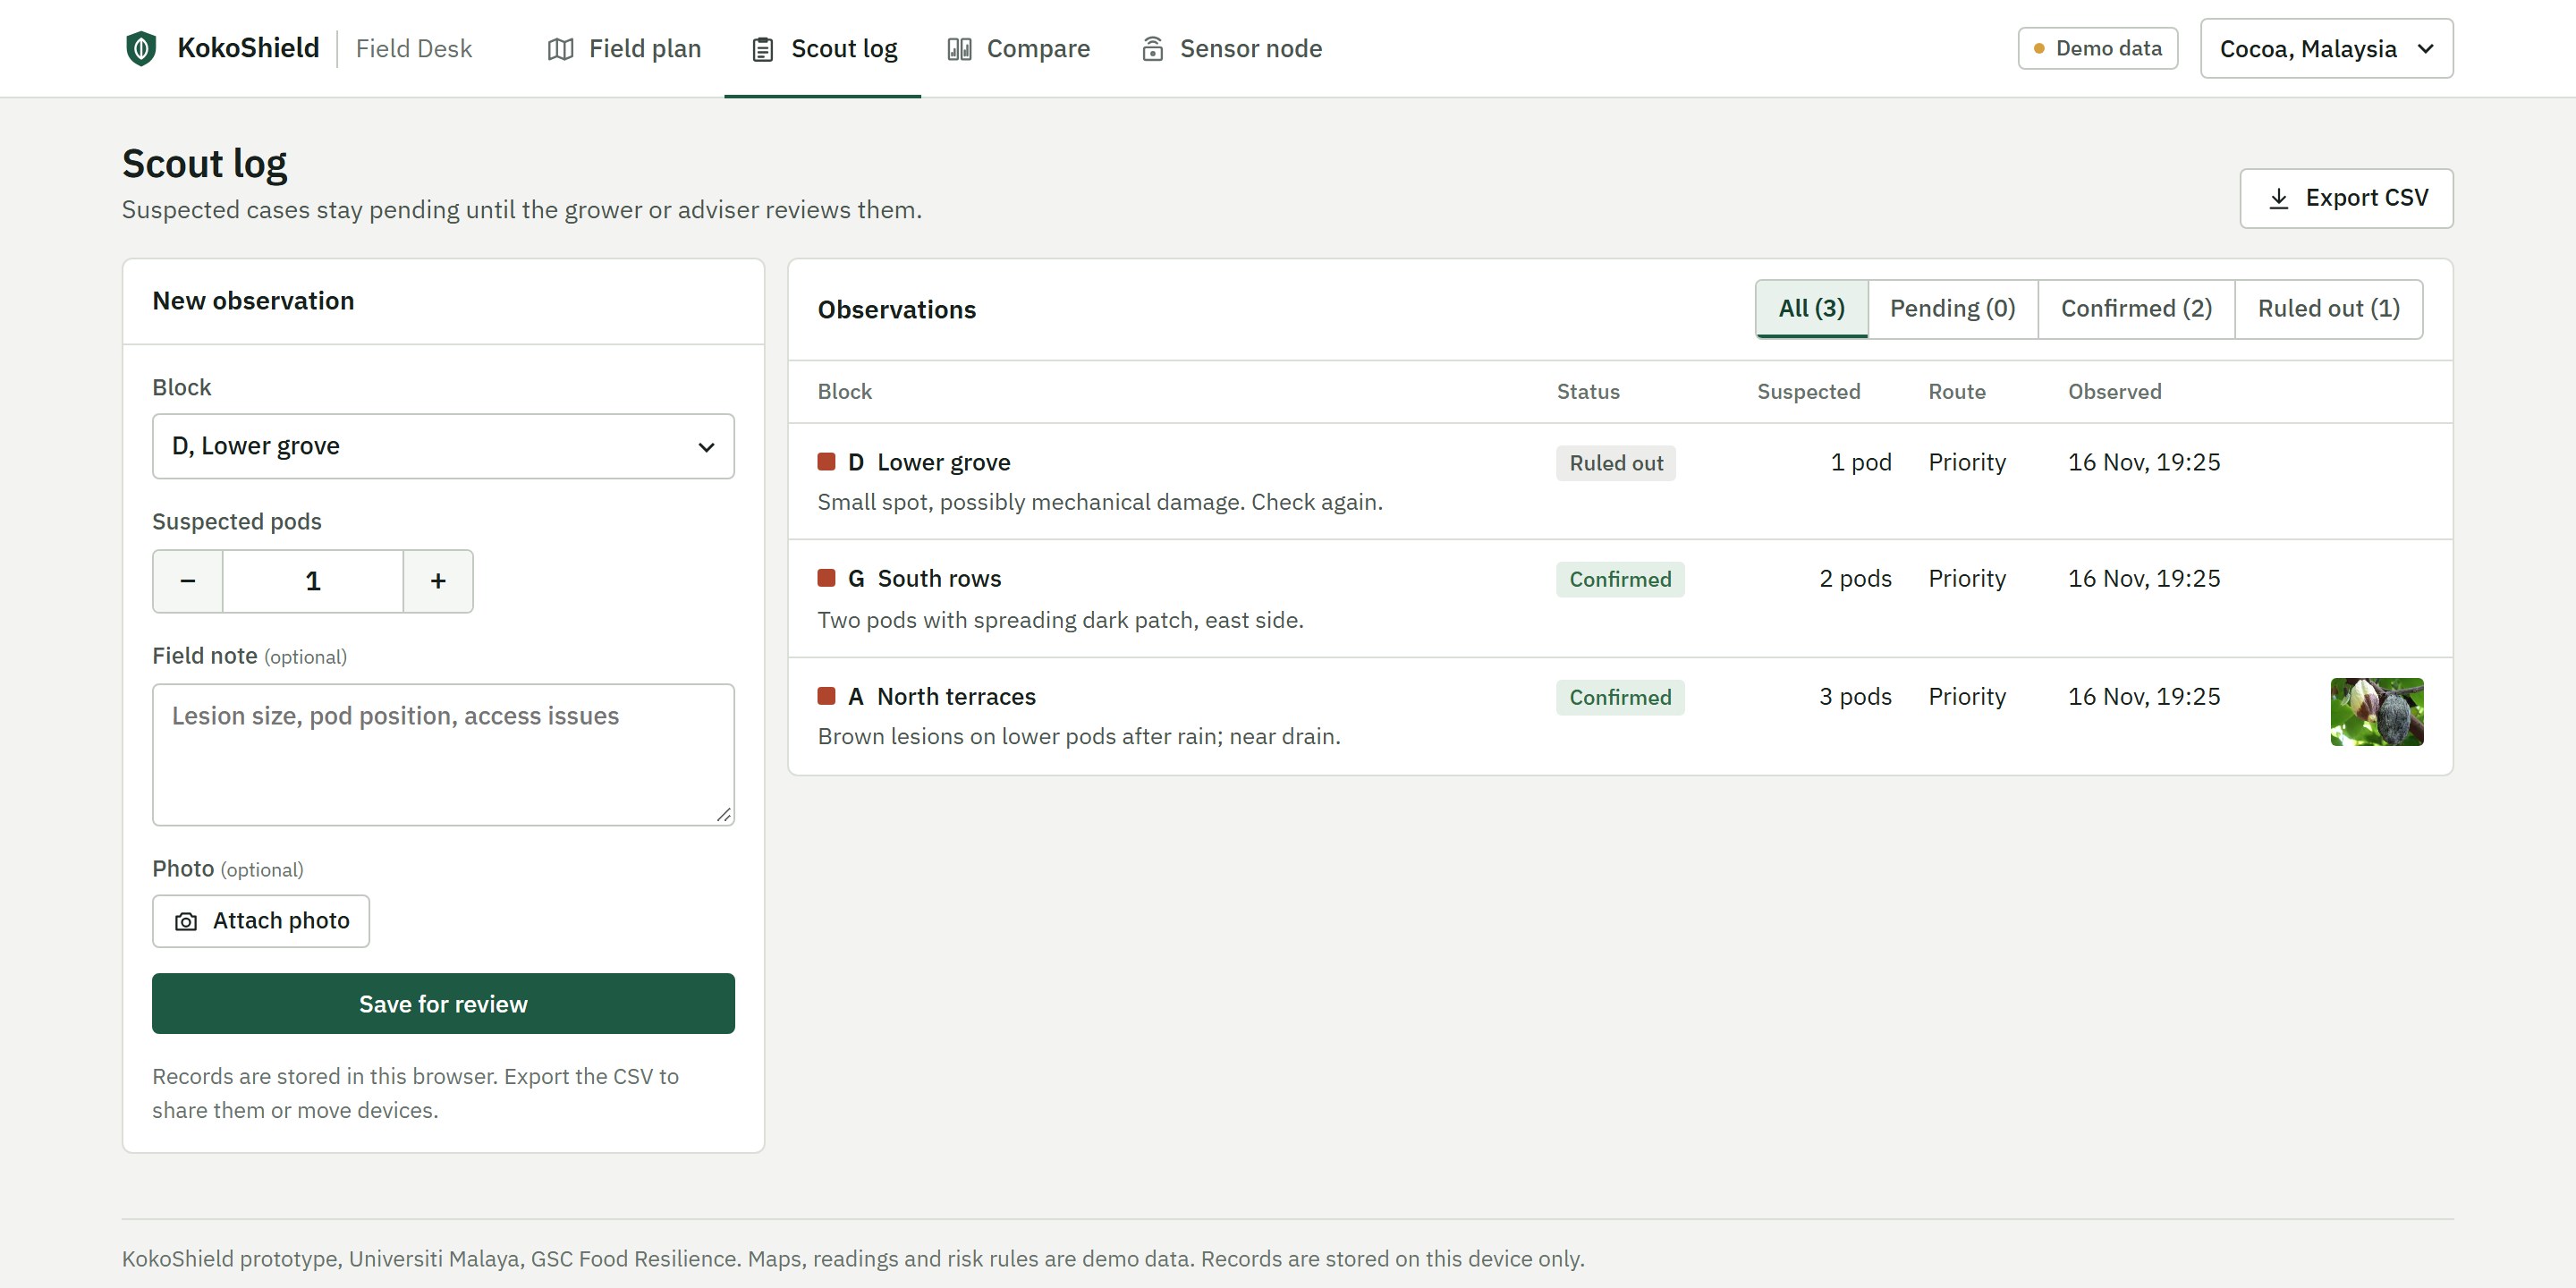 KokoShield
Field Desk
Field plan
Scout log
Compare
Sensor node
Demo data
Cocoa, Malaysia
Scout log
Suspected cases stay pending until the grower or adviser reviews them.
Export CSV
New observation
Block
D, Lower grove
Suspected pods
− 1 +
Field note (optional)
Lesion size, pod position, access issues
Photo (optional)
Attach photo
Save for review
Records are stored in this browser. Export the CSV to
share them or move devices.
Observations
All (3)
Pending (0)
Confirmed (2)
Ruled out (1)
Block Status Suspected Route Observed
D Lower grove Ruled out 1 pod Priority 16 Nov, 19:25
Small spot, possibly mechanical damage. Check again.
G South rows Confirmed 2 pods Priority 16 Nov, 19:25
Two pods with spreading dark patch, east side.
A North terraces Confirmed 3 pods Priority 16 Nov, 19:25
Brown lesions on lower pods after rain; near drain.
KokoShield prototype, Universiti Malaya, GSC Food Resilience. Maps, readings and risk rules are demo data. Records are stored on this device only.